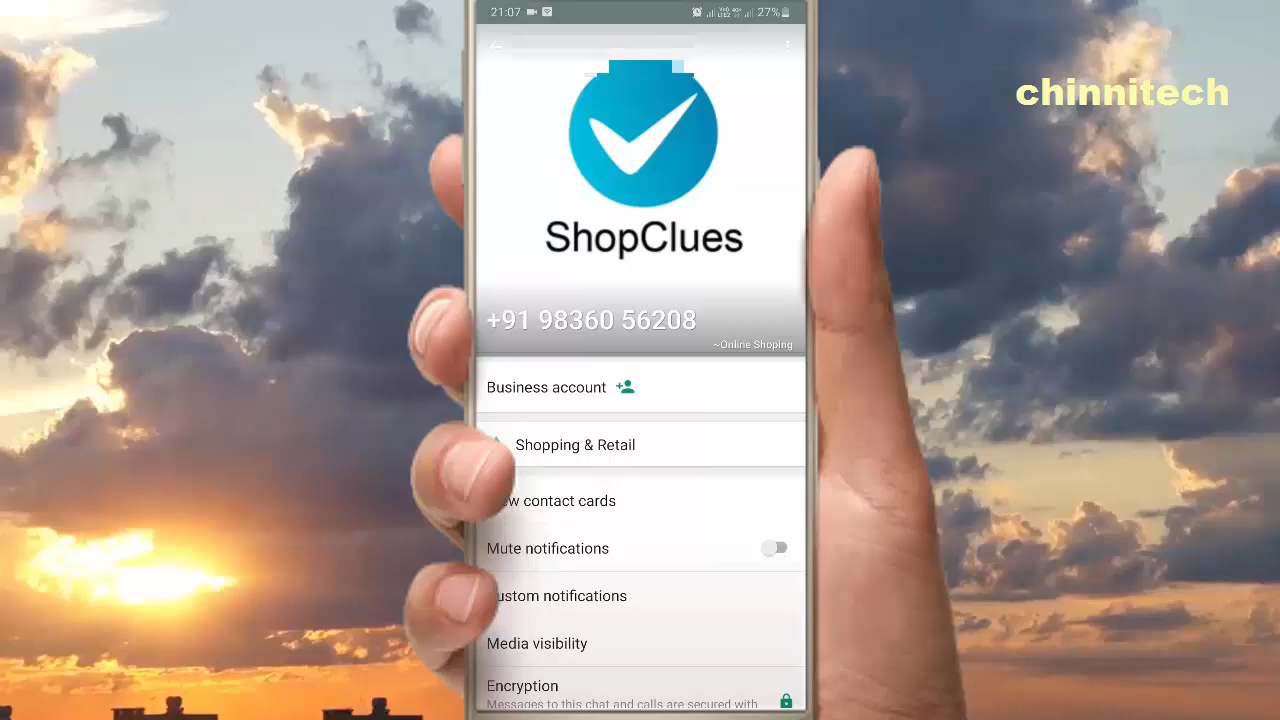 21:07
27%
chinnitech
ShopClues
+91 98360 56208
~Online Shoping
Business account
Shopping & Retail
contact cards
Mute notifications
ustom notifications
Media visibility
Encryption
Messages to this chat and calls are secured with